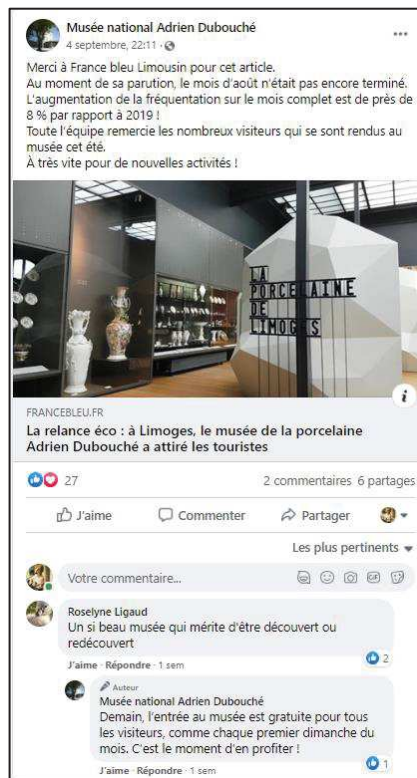 Musée national Adrien Dubouché
4 septembre, 22:11 ·
Merci à France bleu Limousin pour cet article.
Au moment de sa parution, le mois d'août n'était pas encore terminé.
L'augmentation de la fréquentation sur le mois complet est de près de
8 % par rapport à 2019 !
Toute l'équipe remercie les nombreux visiteurs qui se sont rendus au
musée cet été.
À très vite pour de nouvelles activités !
LA
PORCELAINE
DE
LIMOGES
i
FRANCEBLEU.FR
La relance éco : à Limoges, le musée de la porcelaine
Adrien Dubouché a attiré les touristes
27 2 commentaires 6 partages
J'aime Commenter Partager
Les plus pertinents
Votre commentaire...
GIF
Roselyne Ligaud
Un si beau musée qui mérite d'être découvert ou
redécouvert
2
J'aime · Répondre · 1 sem
Auteur
Musée national Adrien Dubouché
Demain, l'entrée au musée est gratuite pour tous
les visiteurs, comme chaque premier dimanche du
mois. C'est le moment d'en profiter !
1
J'aime · Répondre · 1 sem